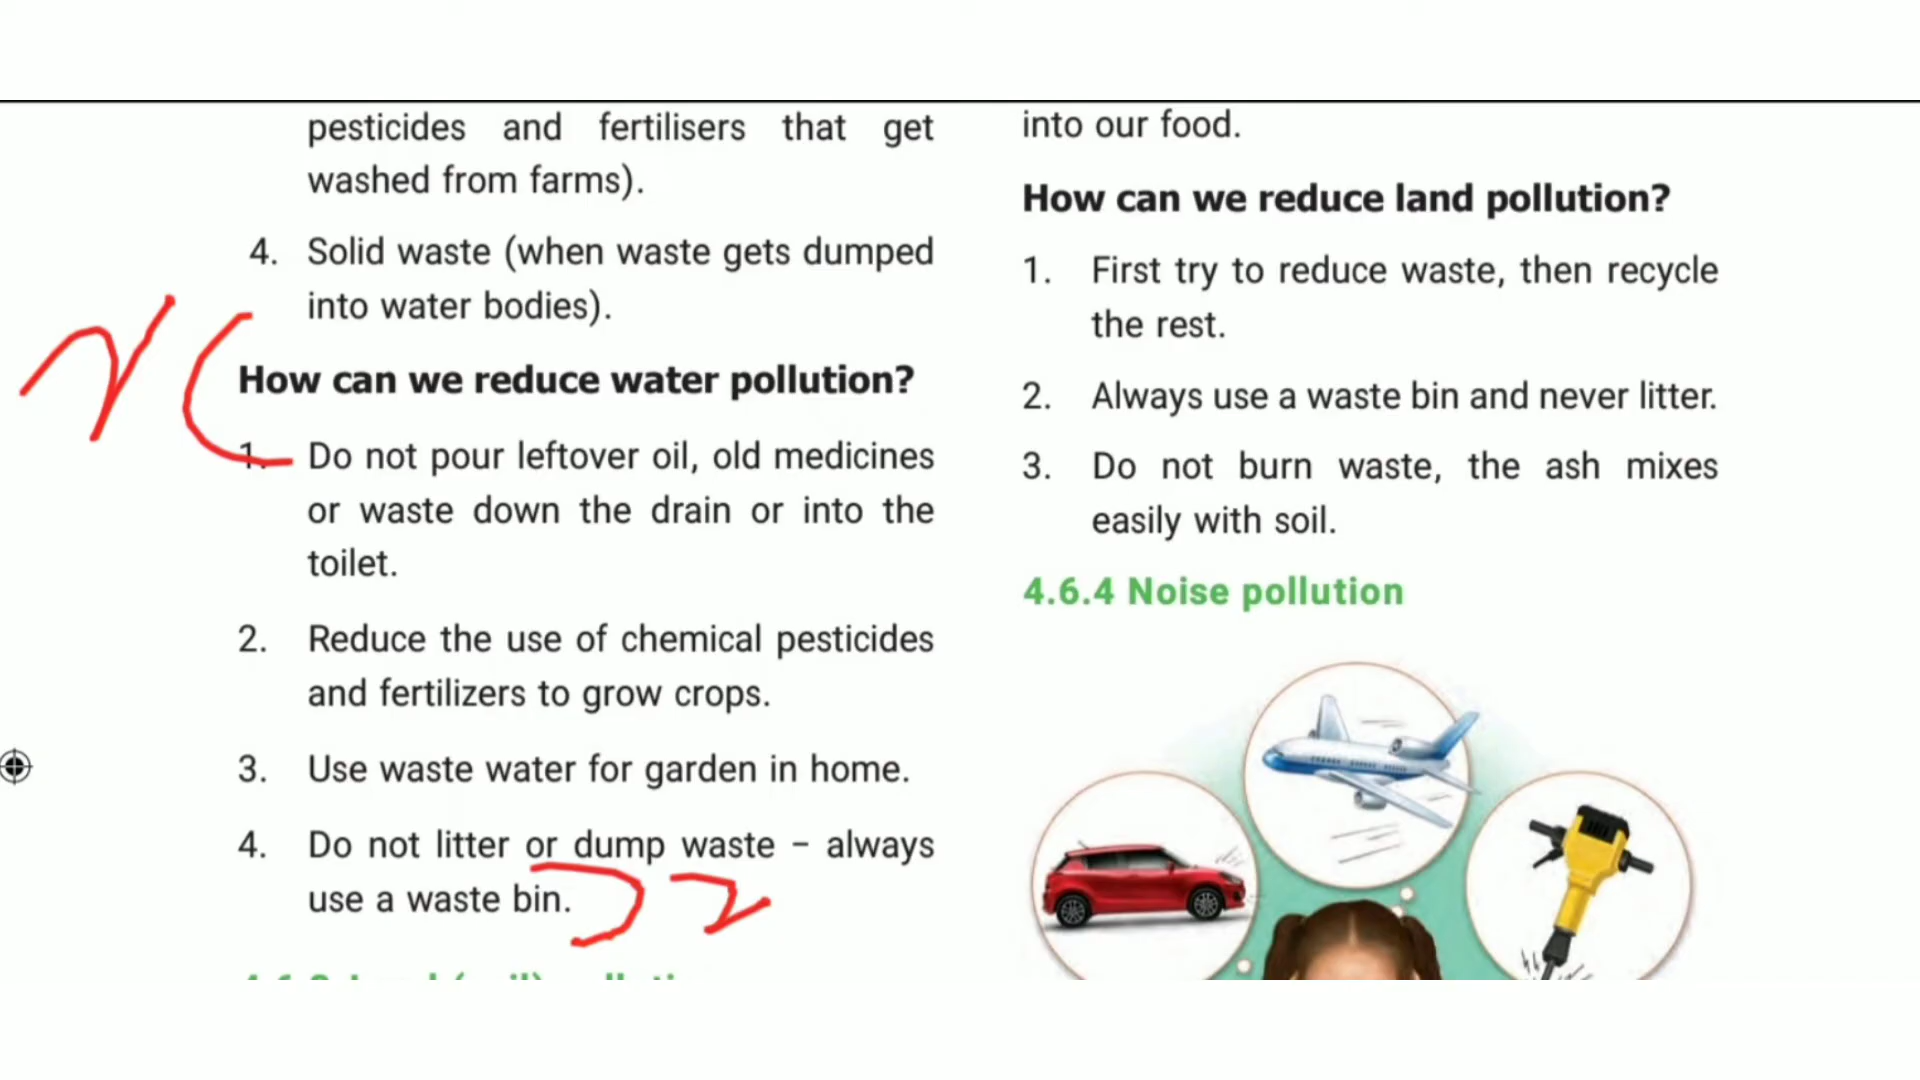 pesticides and fertilisers that get
washed from farms).
4. Solid waste (when waste gets dumped
into water bodies).
How can we reduce water pollution?
1. Do not pour leftover oil, old medicines
or waste down the drain or into the
toilet.
2. Reduce the use of chemical pesticides
and fertilizers to grow crops.
3. Use waste water for garden in home.
4. Do not litter or dump waste – always
use a waste bin.
into our food.
How can we reduce land pollution?
1. First try to reduce waste, then recycle
the rest.
2. Always use a waste bin and never litter.
3. Do not burn waste, the ash mixes
easily with soil.
4.6.4 Noise pollution